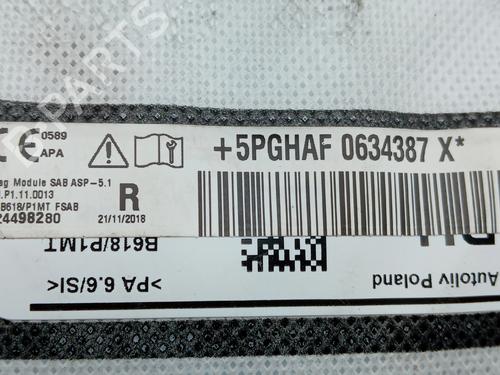 0589
APA
+5PGHAF 0634387 X*
ag Module SAB ASP-5.1
.P1.11.0013
B618/P1MT FSAB
24498280
R
21/11/2018
B618/P1MT
>PA 6.6/SI<
Autoliv Poland
B-PARTS